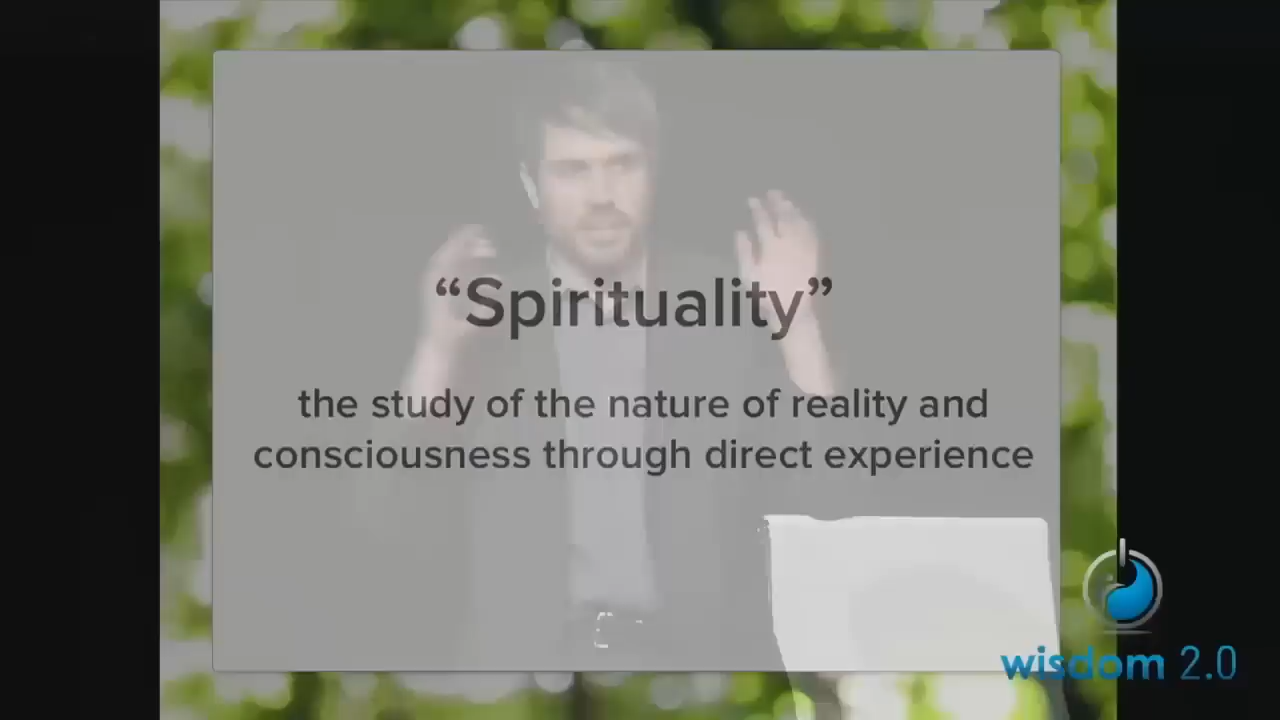 “Spirituality”
the study of the nature of reality and
consciousness through direct experience
wisdom 2.0